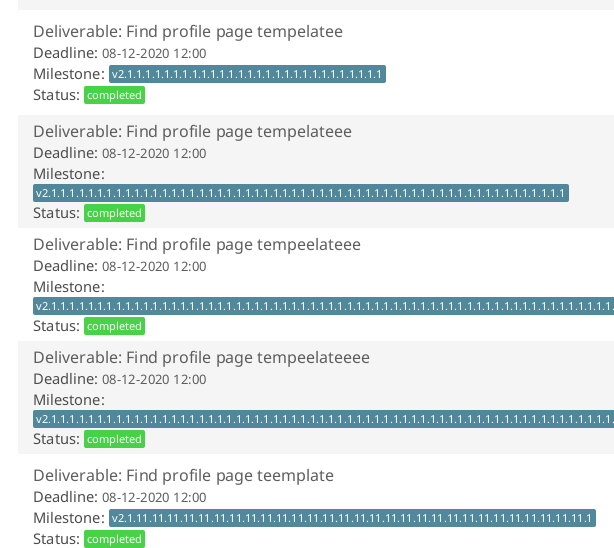 Deliverable: Find profile page tempelatee
Deadline: 08-12-2020 12:00
Milestone: v2.1.1.1.1.1.1.1.1.1.1.1.1.1.1.1.1.1.1.1.1.1.1.1.1.1.1.1.1
Status: completed
Deliverable: Find profile page tempelateee
Deadline: 08-12-2020 12:00
Milestone:
v2.1.1.1.1.1.1.1.1.1.1.1.1.1.1.1.1.1.1.1.1.1.1.1.1.1.1.1.1.1.1.1.1.1.1.1.1.1.1.1.1.1.1.1.1.1.1.1.1.1.1.1.1.1.1.1.1
Status: completed
Deliverable: Find profile page tempeelateee
Deadline: 08-12-2020 12:00
Milestone:
v2.1.1.1.1.1.1.1.1.1.1.1.1.1.1.1.1.1.1.1.1.1.1.1.1.1.1.1.1.1.1.1.1.1.1.1.1.1.1.1.1.1.1.1.1.1.1.1.1.1.1.1.1.1.1.1.1.1.1.1.1.1.
Status: completed
Deliverable: Find profile page tempeelateeee
Deadline: 08-12-2020 12:00
Milestone:
v2.1.1.1.1.1.1.1.1.1.1.1.1.1.1.1.1.1.1.1.1.1.1.1.1.1.1.1.1.1.1.1.1.1.1.1.1.1.1.1.1.1.1.1.1.1.1.1.1.1.1.1.1.1.1.1.1.1.1.1.1.1.
Status: completed
Deliverable: Find profile page teemplate
Deadline: 08-12-2020 12:00
Milestone: v2.1.11.11.11.11.11.11.11.11.11.11.11.11.11.11.11.11.11.11.11.11.11.11.11.11.11.11.11.11.11.1
Status: completed